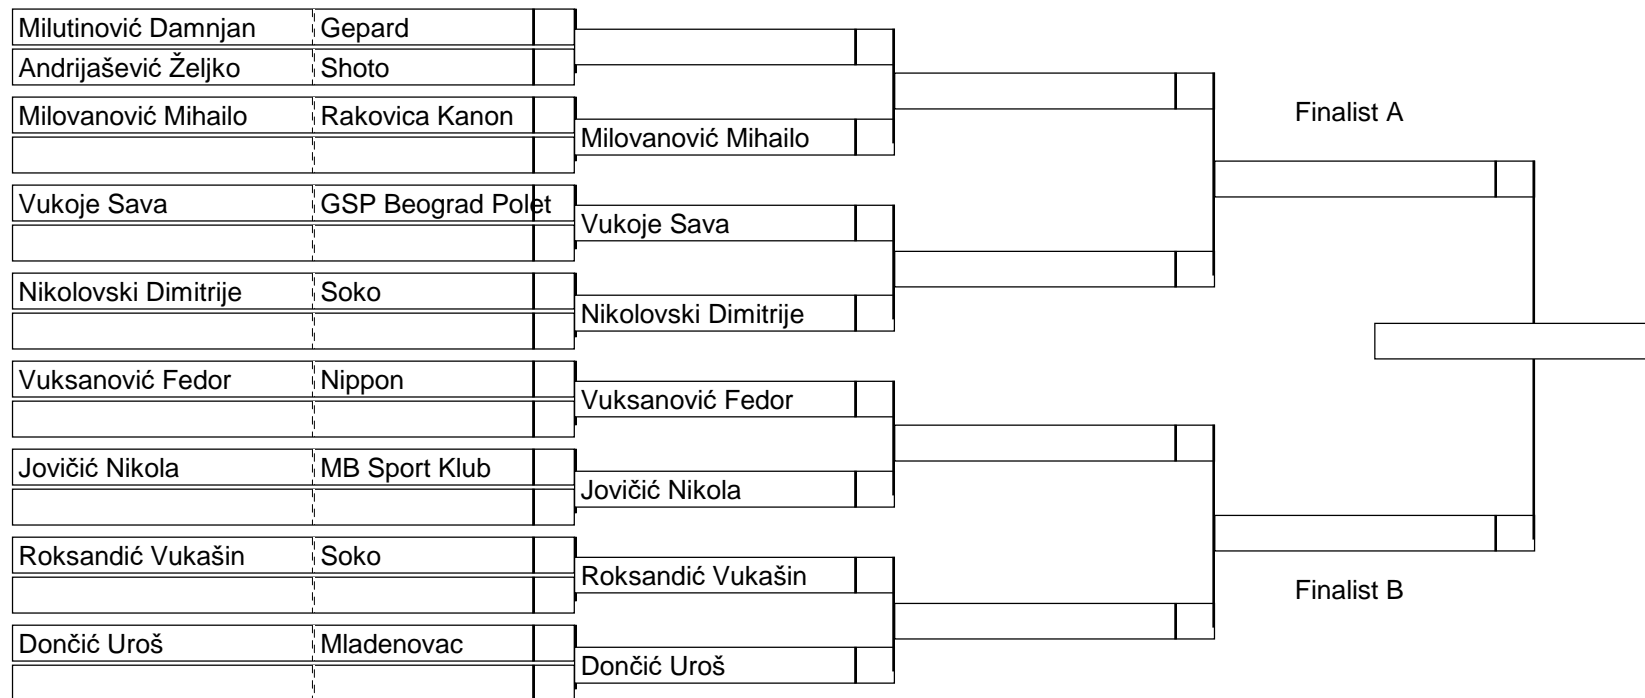 Milutinović Damnjan Gepard
Andrijašević Željko Shoto
Milovanović Mihailo Rakovica Kanon
Vukoje Sava GSP Beograd Polet
Nikolovski Dimitrije Soko
Vuksanović Fedor Nippon
Jovičić Nikola MB Sport Klub
Roksandić Vukašin Soko
Dončić Uroš Mladenovac
Milovanović Mihailo
Vukoje Sava
Nikolovski Dimitrije
Vuksanović Fedor
Jovičić Nikola
Roksandić Vukašin
Dončić Uroš
Finalist A
Finalist B